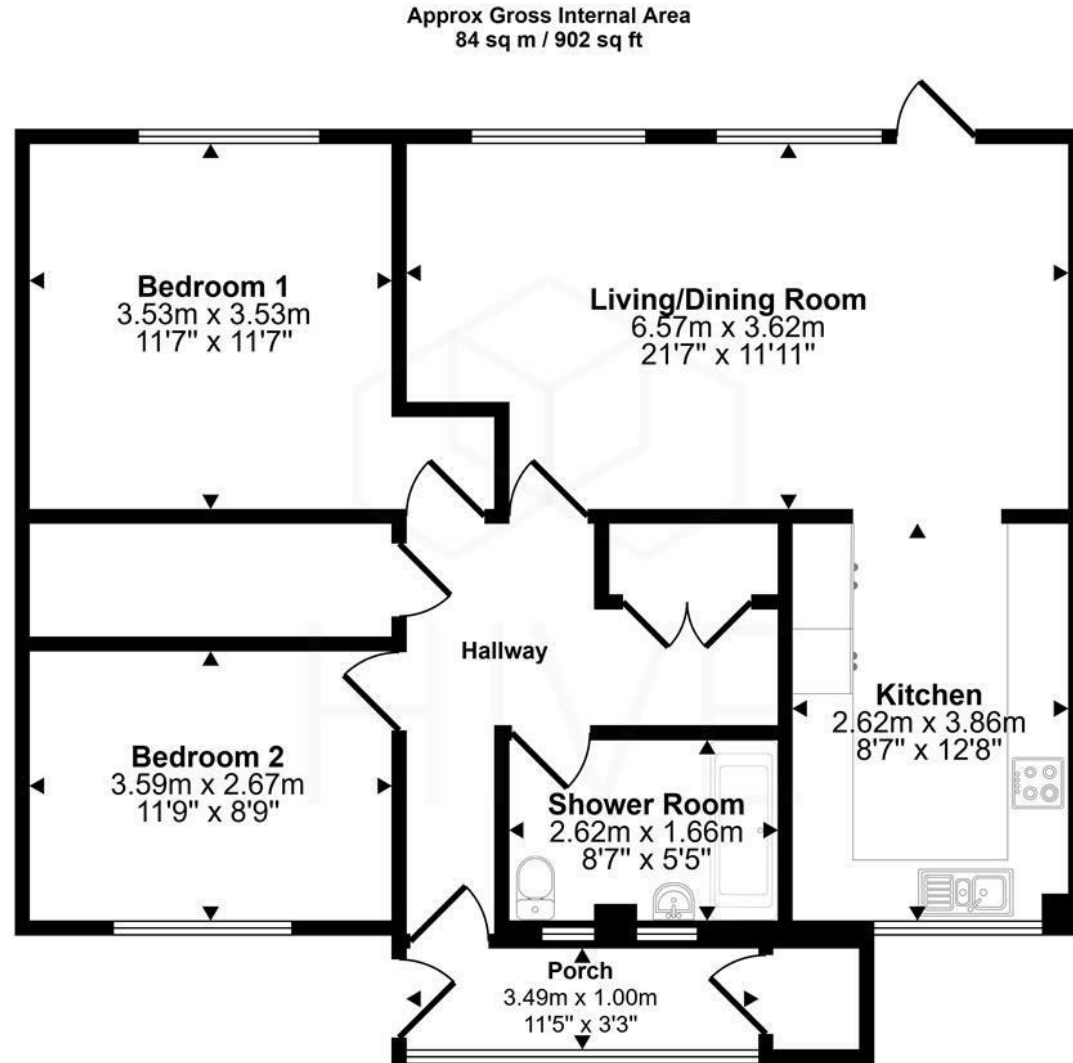 Approx Gross Internal Area
84 sq m / 902 sq ft
Bedroom 1
3.53m x 3.53m
11'7" x 11'7"
Living/Dining Room
6.57m x 3.62m
21'7" x 11'11"
Hallway
Kitchen
2.62m x 3.86m
8'7" x 12'8"
Bedroom 2
3.59m x 2.67m
11'9" x 8'9"
Shower Room
2.62m x 1.66m
8'7" x 5'5"
Porch
3.49m x 1.00m
11'5" x 3'3"
HIVE